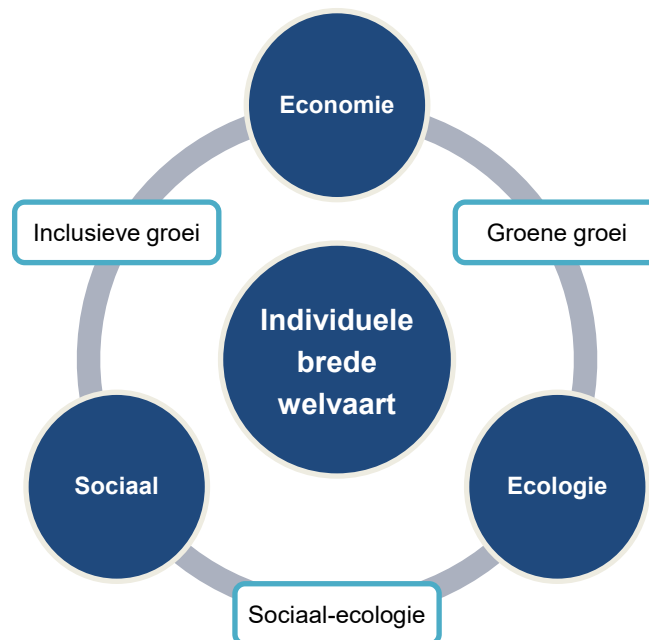 Economie
Inclusieve groei
Groene groei
Individuele
brede
welvaart
Sociaal
Ecologie
Sociaal-ecologie